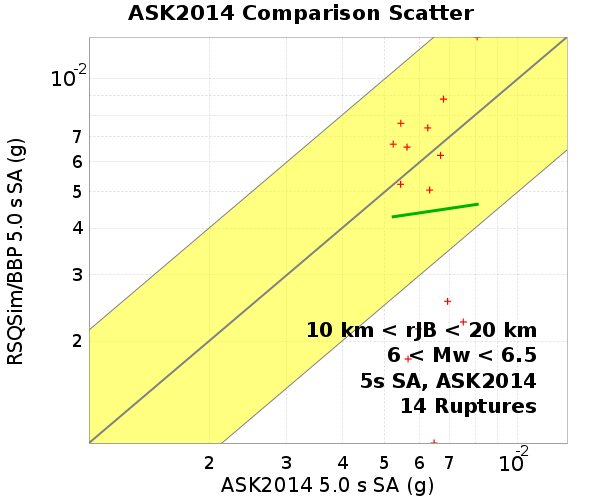 ASK2014 Comparison Scatter
RSQSim/BBP 5.0 s SA (g)
10-2
7
6
5
4
3
2
10 km < rJB < 20 km
6 < Mw < 6.5
5s SA, ASK2014
14 Ruptures
2 3 4 5 6 7 10-2
ASK2014 5.0 s SA (g)